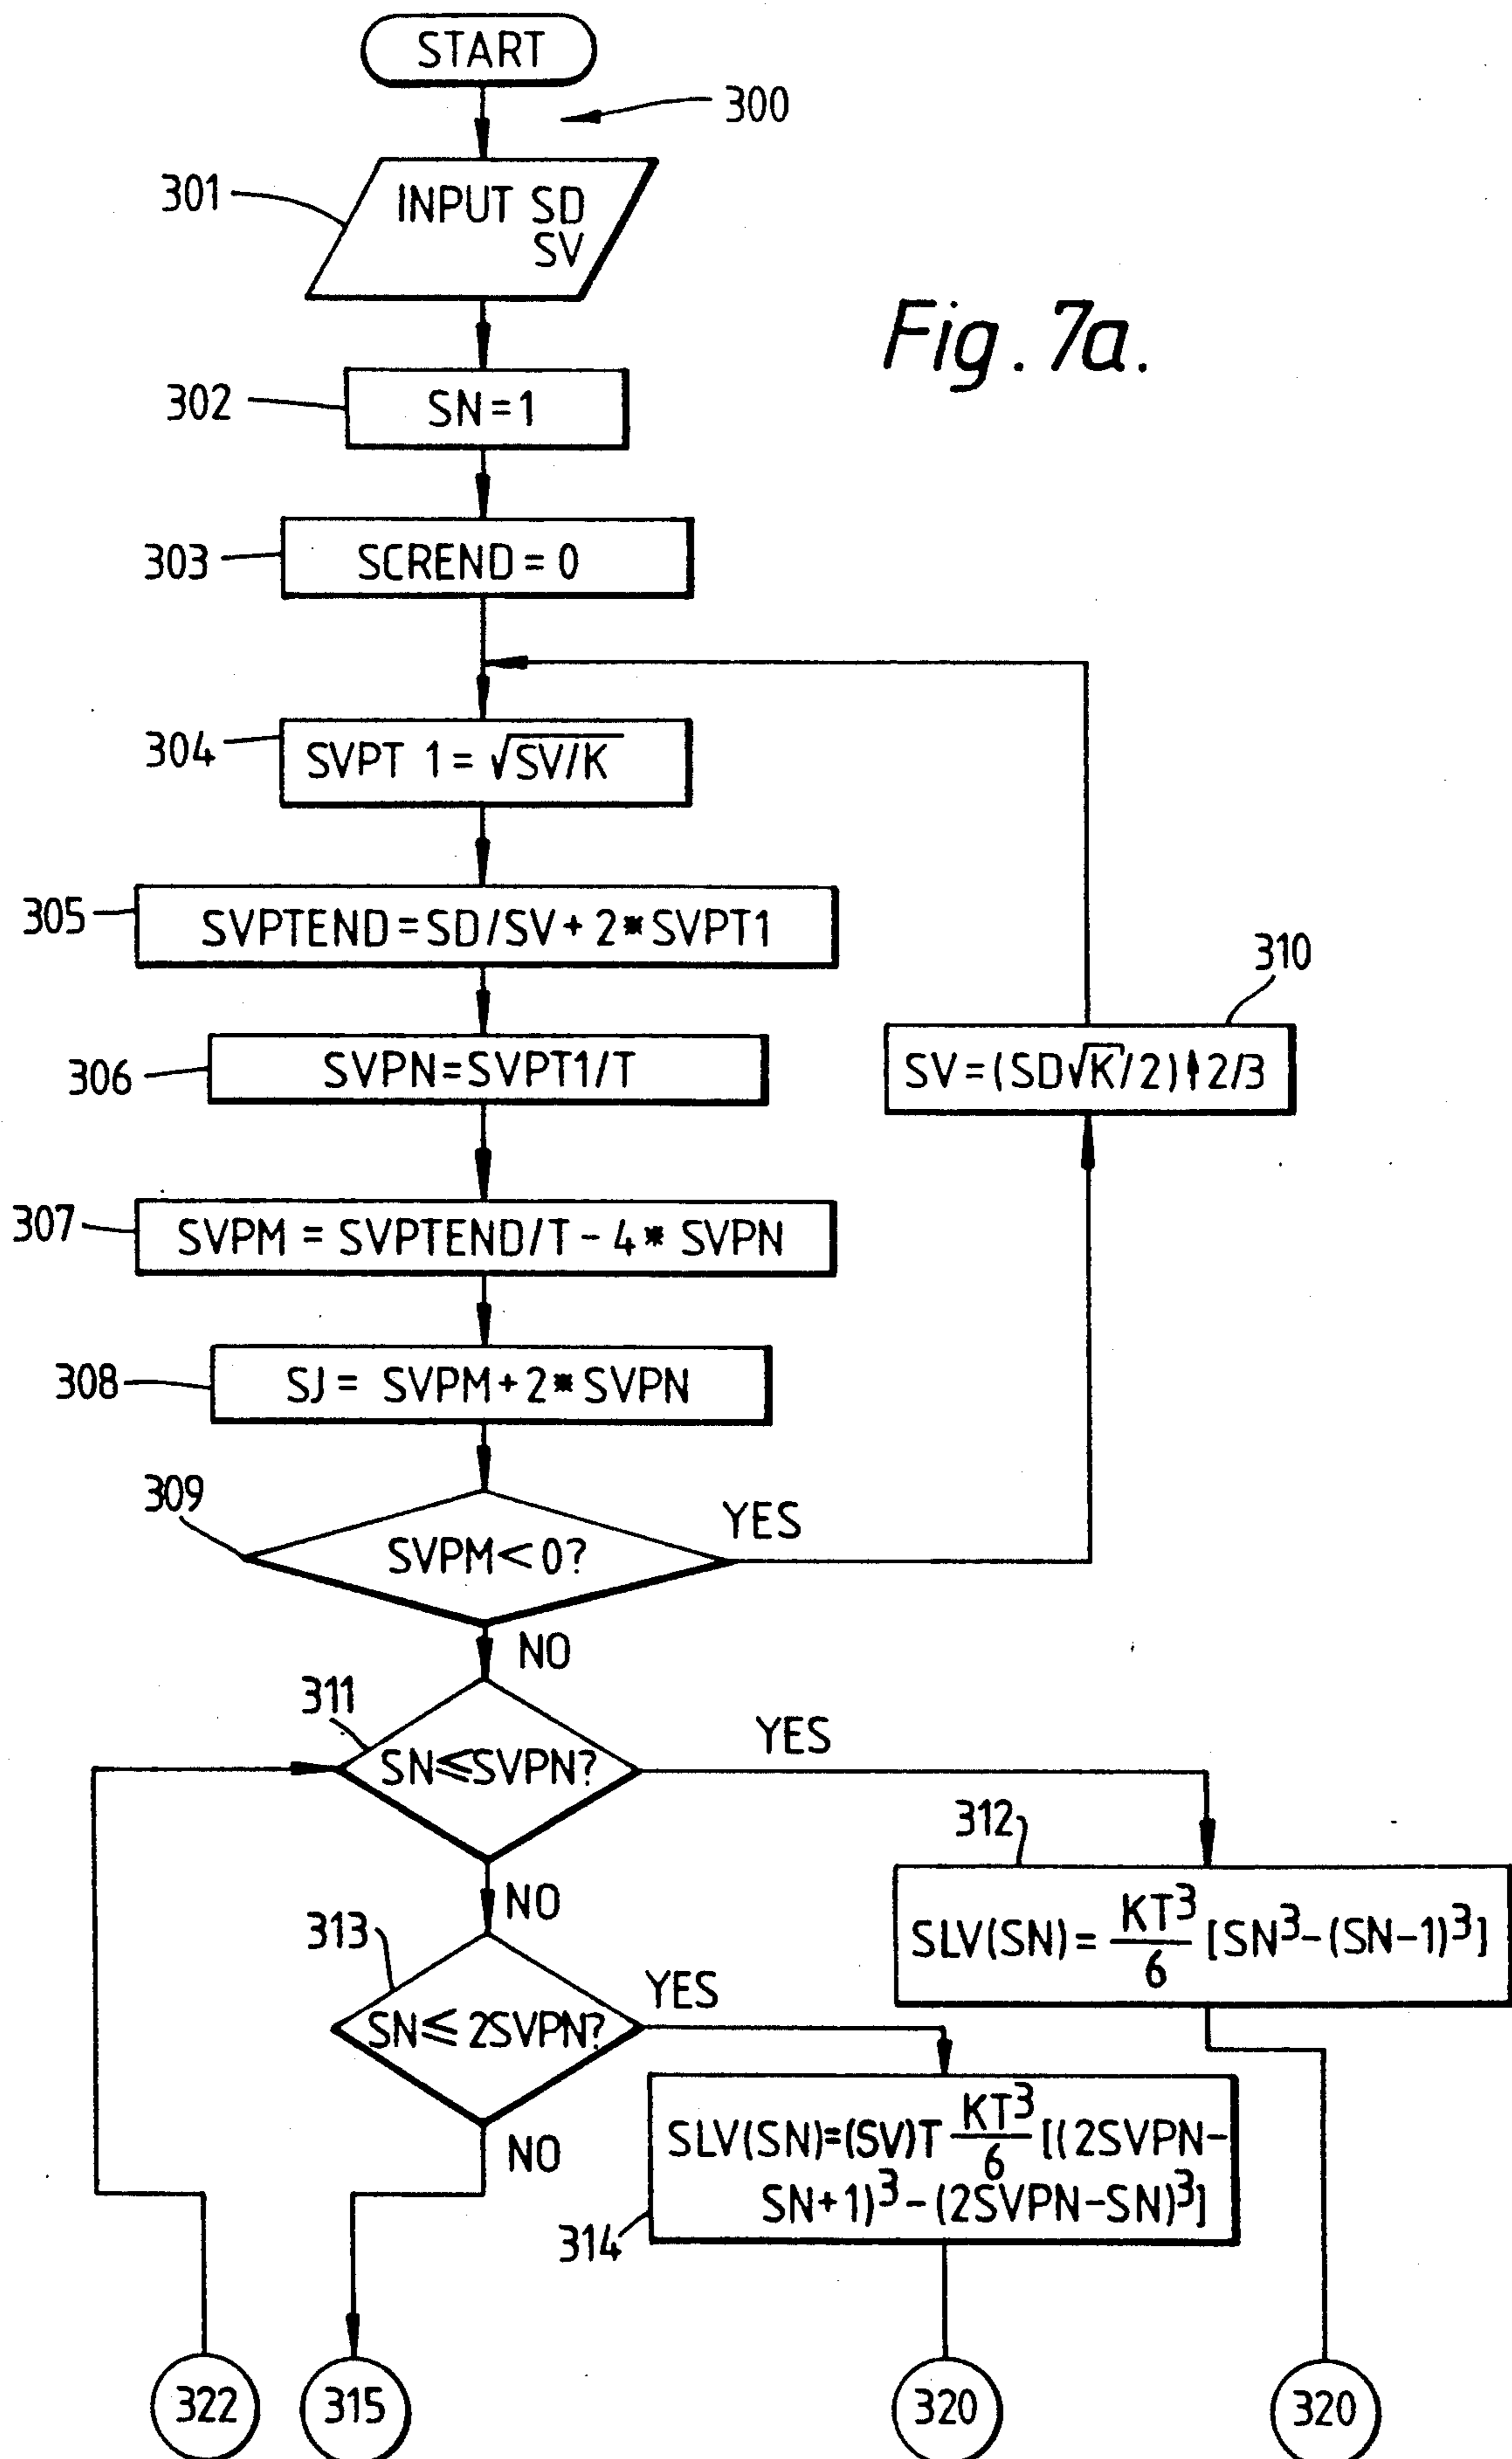 START
300
301
INPUT SD
SV
Fig. 7a.
302
SN=1
303
SCREND = 0
304
SVPT 1 = √SV/K
305
SVPTEND = SD/SV + 2* SVPT1
310
306
SVPN=SVPT1/T
SV=(SD√K/2)↑2/3
307
SVPM = SVPTEND/T - 4* SVPN
308
SJ = SVPM + 2* SVPN
309
YES
SVPM < 0?
NO
311
YES
SN≤SVPN?
312
NO
SLV(SN) = KT³/6 [SN³-(SN-1)³]
313
YES
SN≤ 2SVPN?
SLV(SN)=(SV)T KT³/6 [(2SVPN-
NO
SN+1)³-(2SVPN-SN)³]
314
322
315
320
320